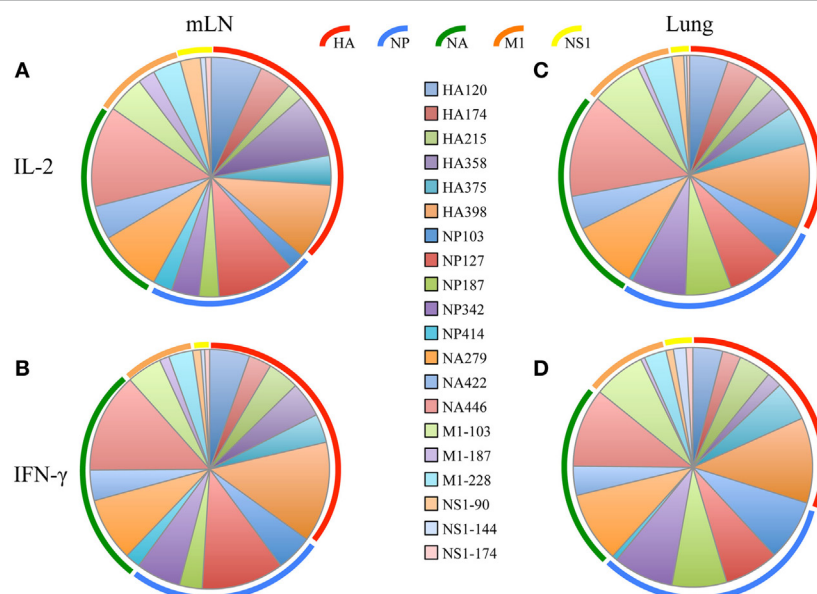 mLN
Lung
HA
NP
NA
M1
NS1
A
C
IL-2
HA120
HA174
HA215
HA358
HA375
HA398
NP103
NP127
NP187
NP342
NP414
NA279
NA422
NA446
M1-103
M1-187
M1-228
NS1-90
NS1-144
NS1-174
B
D
IFN-γ